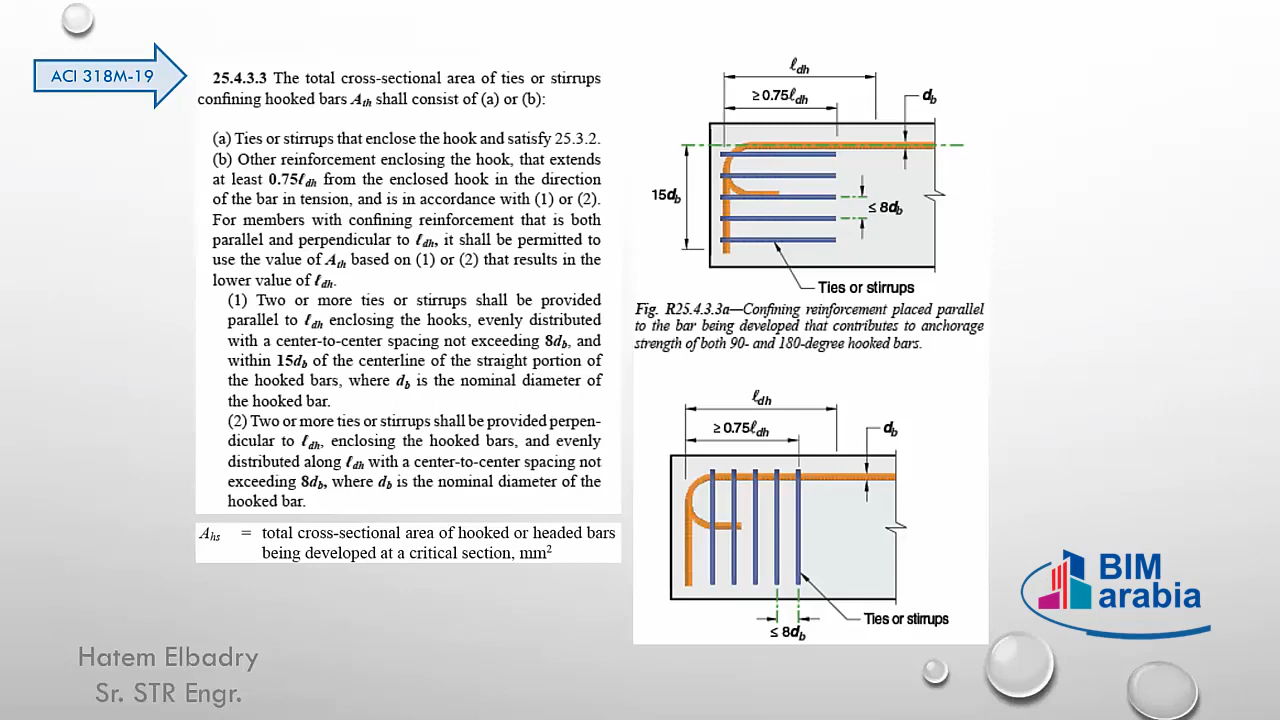 ACI 318M-19
25.4.3.3 The total cross-sectional area of ties or stirrups
confining hooked bars Ath shall consist of (a) or (b):
(a) Ties or stirrups that enclose the hook and satisfy 25.3.2.
(b) Other reinforcement enclosing the hook, that extends
at least 0.75ℓdh from the enclosed hook in the direction
of the bar in tension, and is in accordance with (1) or (2).
For members with confining reinforcement that is both
parallel and perpendicular to ℓdh, it shall be permitted to
use the value of Ath based on (1) or (2) that results in the
lower value of ℓdh.
(1) Two or more ties or stirrups shall be provided
parallel to ℓdh enclosing the hooks, evenly distributed
with a center-to-center spacing not exceeding 8db, and
within 15db of the centerline of the straight portion of
the hooked bars, where db is the nominal diameter of
the hooked bar.
(2) Two or more ties or stirrups shall be provided perpen-
dicular to ℓdh, enclosing the hooked bars, and evenly
distributed along ℓdh with a center-to-center spacing not
exceeding 8db, where db is the nominal diameter of the
hooked bar.
Ahs = total cross-sectional area of hooked or headed bars
being developed at a critical section, mm²
ℓdh
≥ 0.75ℓdh
db
15db
≤ 8db
Ties or stirrups
Fig. R25.4.3.3a—Confining reinforcement placed parallel
to the bar being developed that contributes to anchorage
strength of both 90- and 180-degree hooked bars.
ℓdh
≥ 0.75ℓdh
db
Ties or stirrups
≤ 8db
BIM
arabia
Hatem Elbadry
Sr. STR Engr.